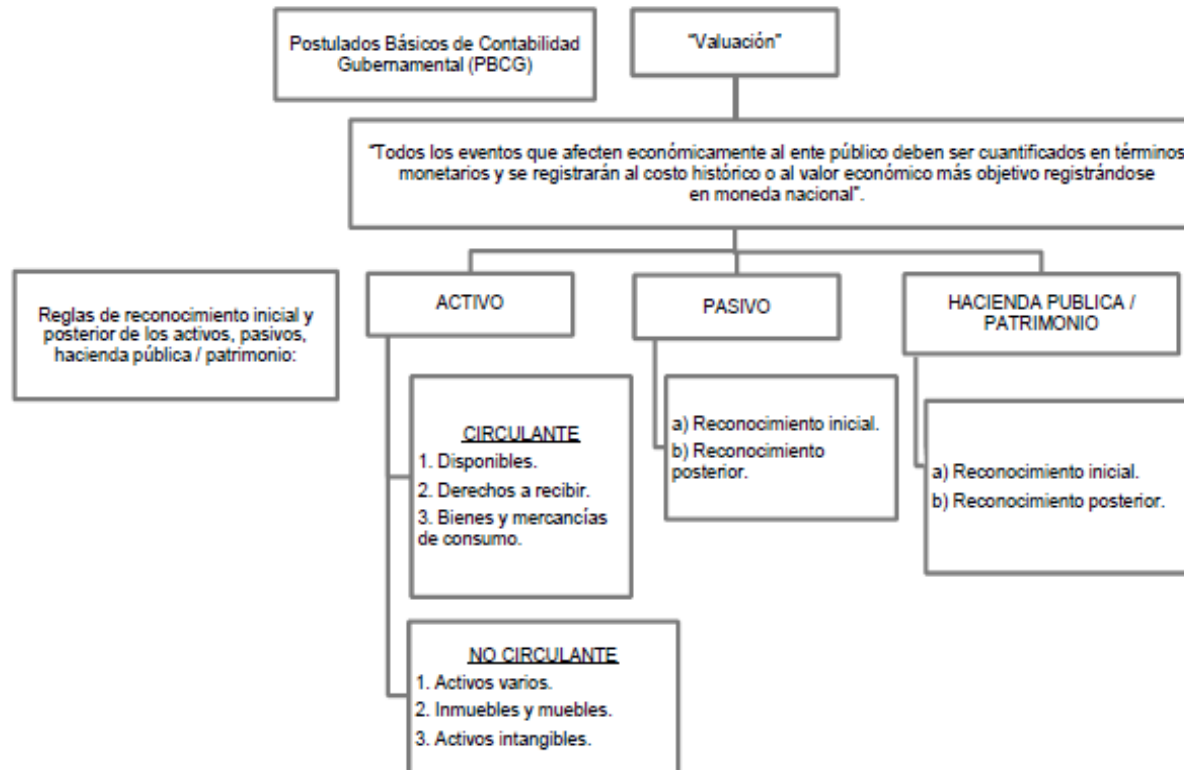 Postulados Básicos de Contabilidad
Gubernamental (PBCG)
"Valuación"
"Todos los eventos que afecten económicamente al ente público deben ser cuantificados en términos
monetarios y se registrarán al costo histórico o al valor económico más objetivo registrándose
en moneda nacional".
Reglas de reconocimiento inicial y
posterior de los activos, pasivos,
hacienda pública / patrimonio:
ACTIVO
PASIVO
HACIENDA PUBLICA /
PATRIMONIO
CIRCULANTE
1. Disponibles.
2. Derechos a recibir.
3. Bienes y mercancías
de consumo.
a) Reconocimiento inicial.
b) Reconocimiento
posterior.
a) Reconocimiento inicial.
b) Reconocimiento posterior.
NO CIRCULANTE
1. Activos varios.
2. Inmuebles y muebles.
3. Activos intangibles.